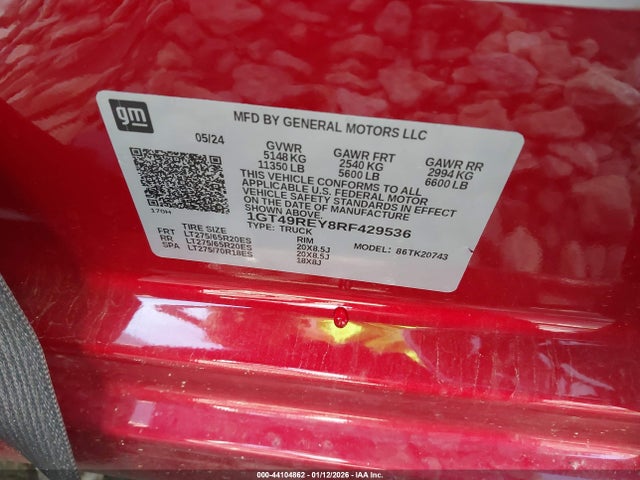 gm
MFD BY GENERAL MOTORS LLC
05/24
GVWR GAWR FRT GAWR RR
5148 KG 2540 KG 2994 KG
11350 LB 5600 LB 6600 LB
THIS VEHICLE CONFORMS TO ALL
APPLICABLE U.S. FEDERAL MOTOR
VEHICLE SAFETY STANDARDS IN EFFECT
ON THE DATE OF MANUFACTURE
SHOWN ABOVE.
170H
1GT49REY8RF429536
TYPE: TRUCK MODEL: 86TK20743
TIRE SIZE RIM
FRT LT275/65R20ES 20X8.5J
RR LT275/65R20ES 20X8.5J
SPA LT275/70R18ES 18X8J
000-44104862 - 01/12/2026 - IAAI.COM